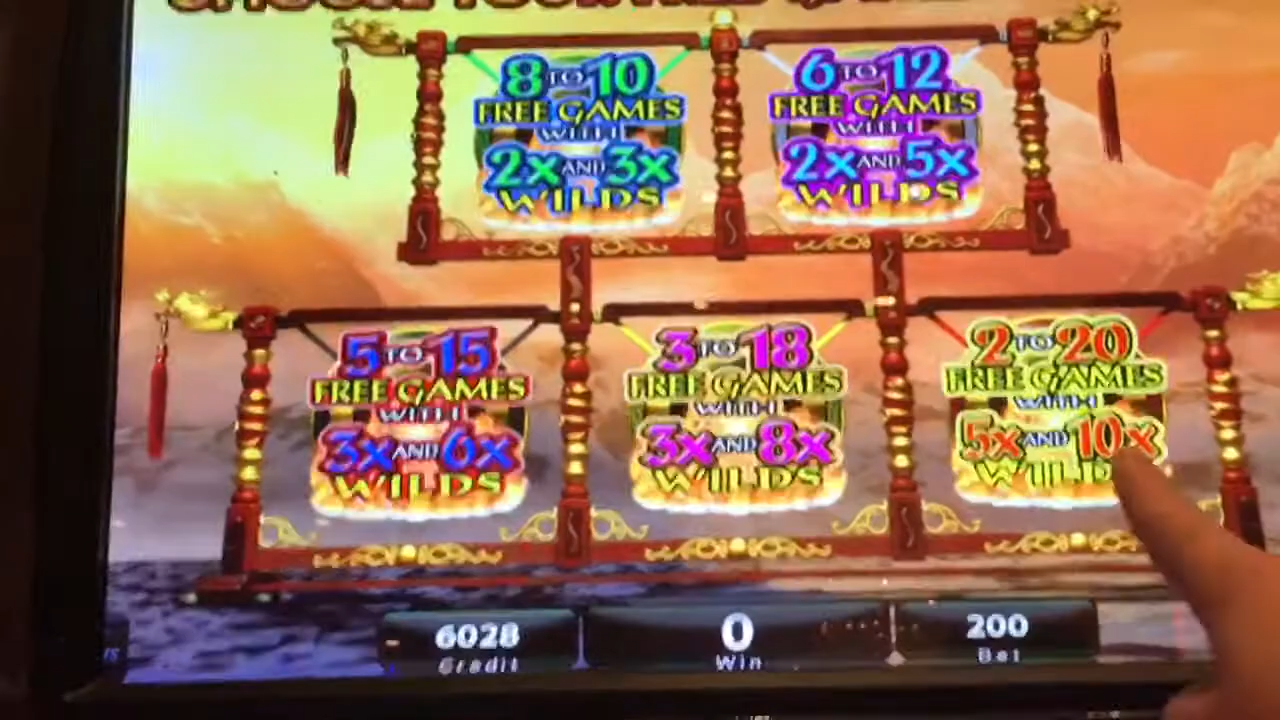 8 TO 10
FREE GAMES
WITH
2X AND 3X
WILDS
6 TO 12
FREE GAMES
WITH
2X AND 5X
WILDS
5 TO 15
FREE GAMES
WITH
3X AND 6X
WILDS
3 TO 18
FREE GAMES
WITH
3X AND 8X
WILDS
2 TO 20
FREE GAMES
WITH
5X AND 10X
WILD
6028
Credit
0
Win
200
Bet